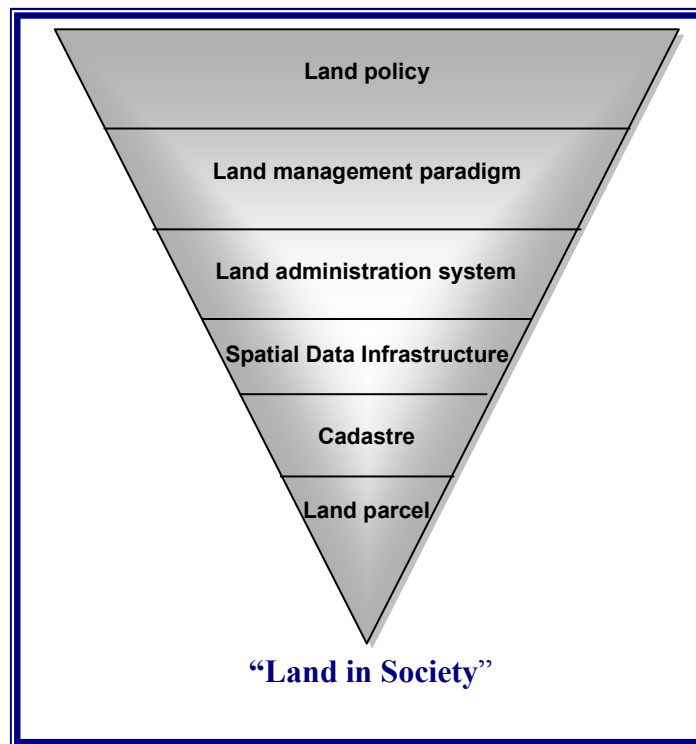 Land policy
Land management paradigm
Land administration system
Spatial Data Infrastructure
Cadastre
Land parcel
“Land in Society”